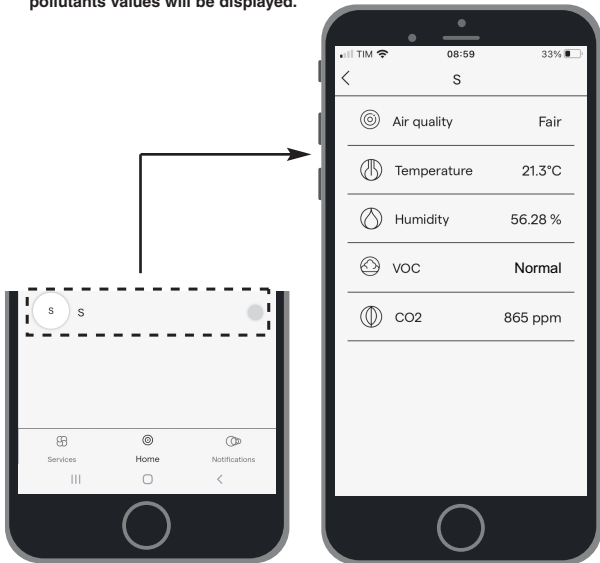 pollutants values will be displayed.
TIM 08:59 33%
S
Air quality Fair
Temperature 21.3°C
Humidity 56.28 %
VOC Normal
CO2 865 ppm
S S
Services Home Notifications